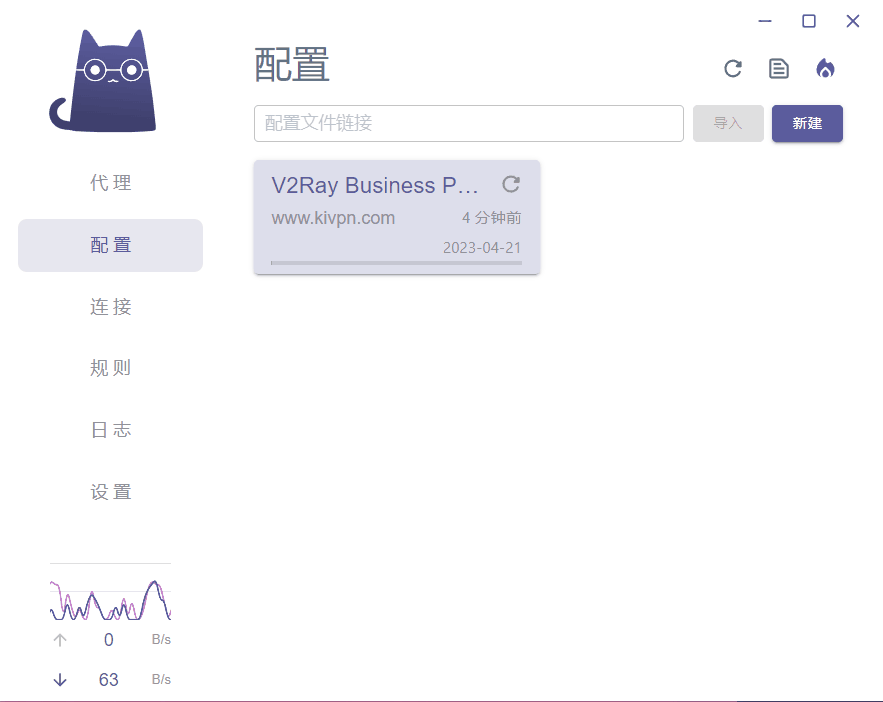 配置
配置文件链接
导入
新建
V2Ray Business P...
www.kivpn.com
4 分钟前
2023-04-21
代理
配置
连接
规则
日志
设置
0 B/s
63 B/s